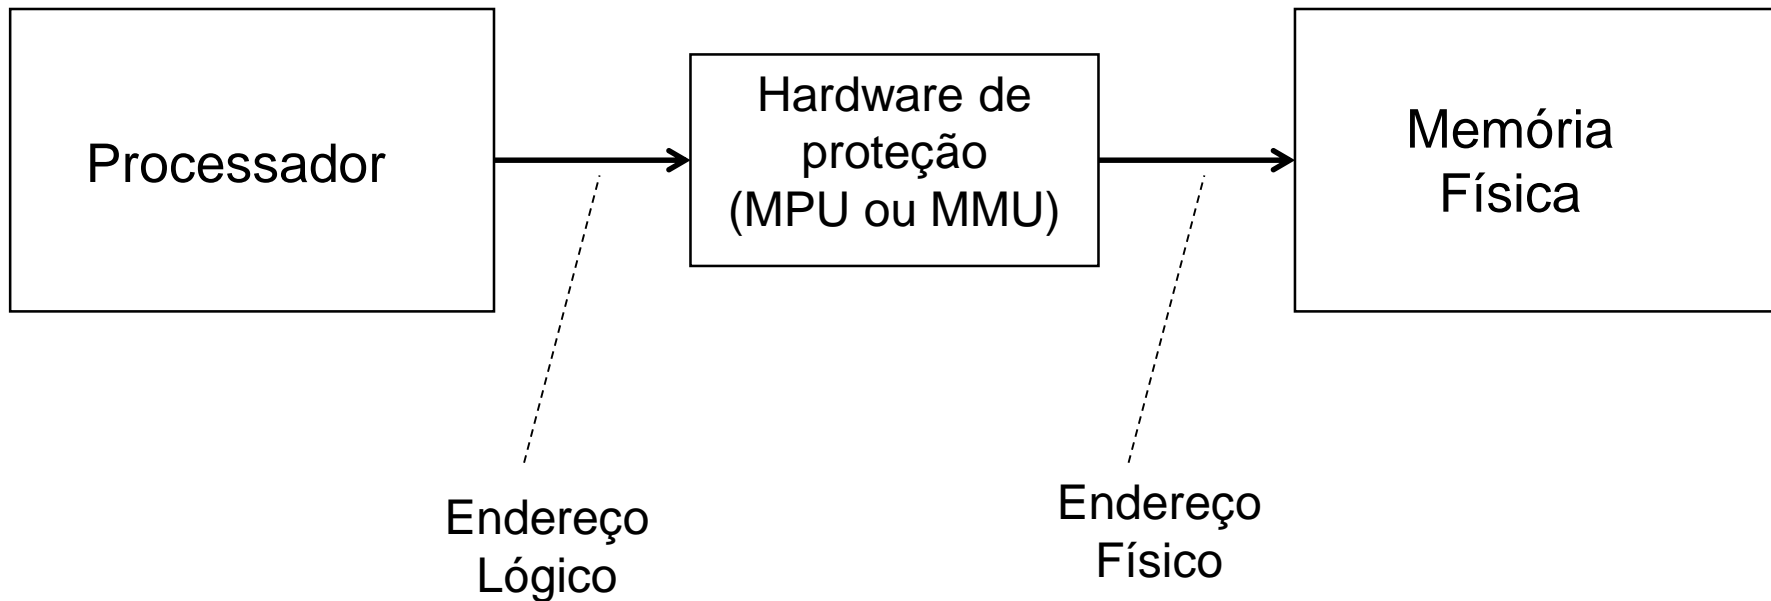 Processador
Hardware de
proteção
(MPU ou MMU)
Memória
Física
Endereço
Lógico
Endereço
Físico